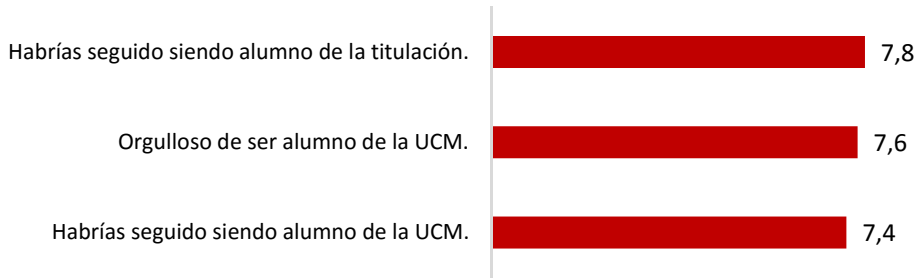 Habrías seguido siendo alumno de la titulación. 7,8
Orgulloso de ser alumno de la UCM. 7,6
Habrías seguido siendo alumno de la UCM. 7,4